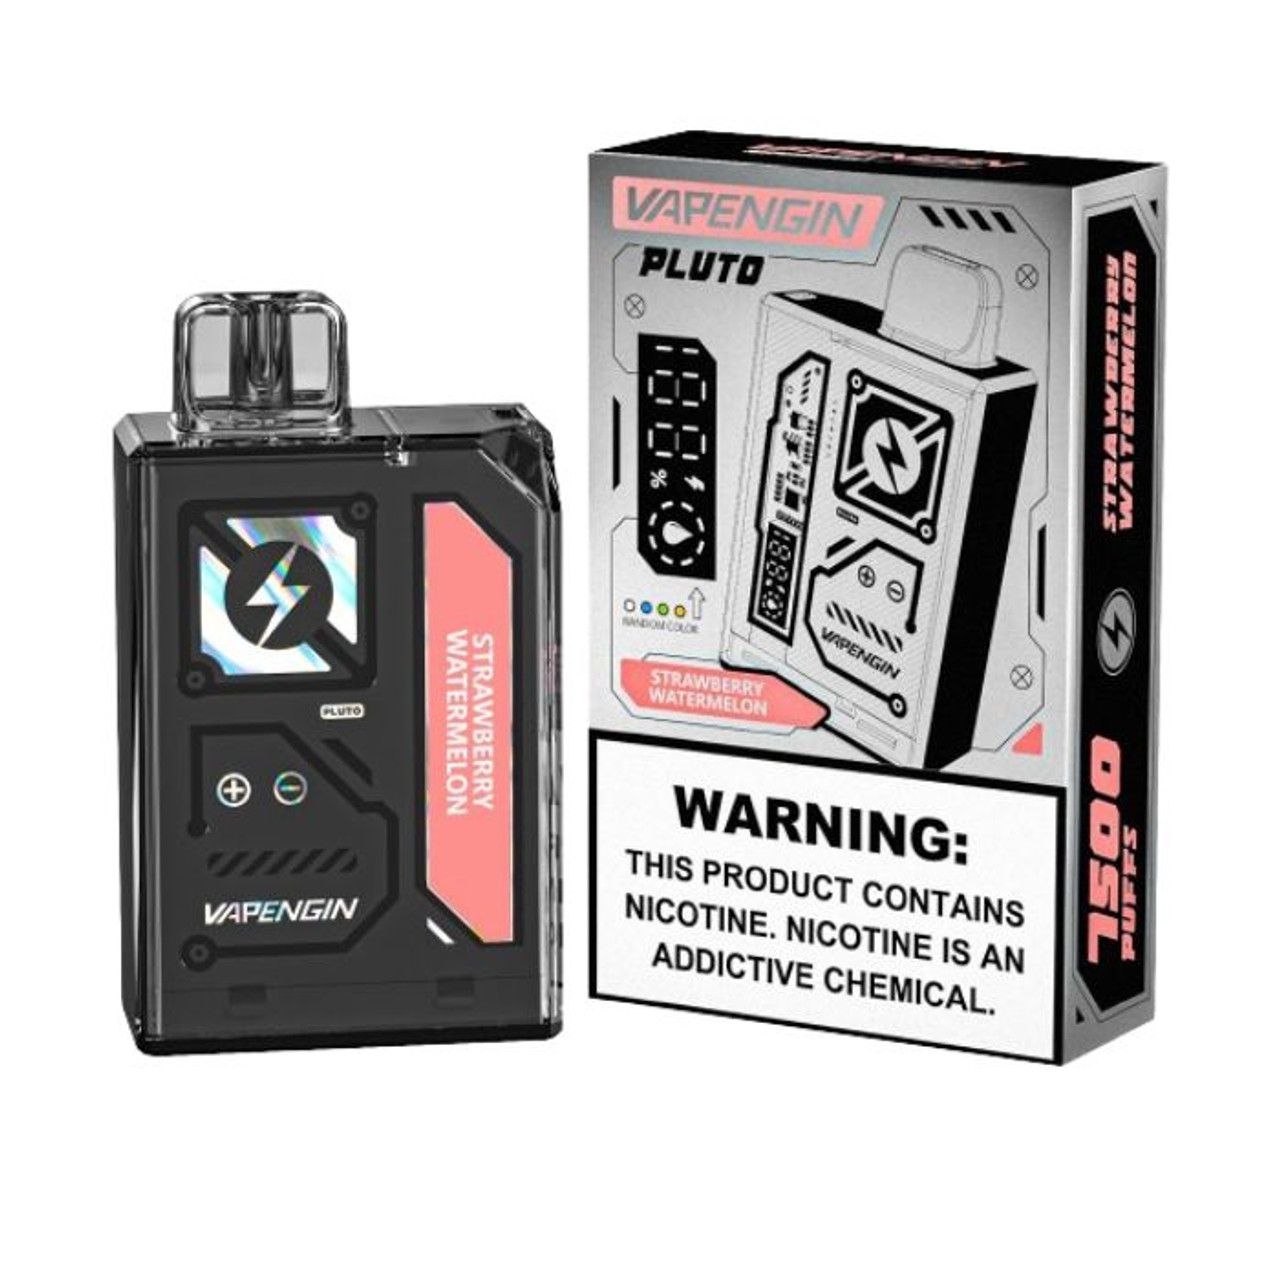 STRAWBERRY
WATERMELON
PLUTO
VAPENGIN
VAPENGIN
VAPENGIN
PLUTO
%
RANDOM COLOR
VAPENGIN
STRAWBERRY
WATERMELON
WARNING:
THIS PRODUCT CONTAINS
NICOTINE. NICOTINE IS AN
ADDICTIVE CHEMICAL.
STRAWBERRY
WATERMELON
7500
PUFFS